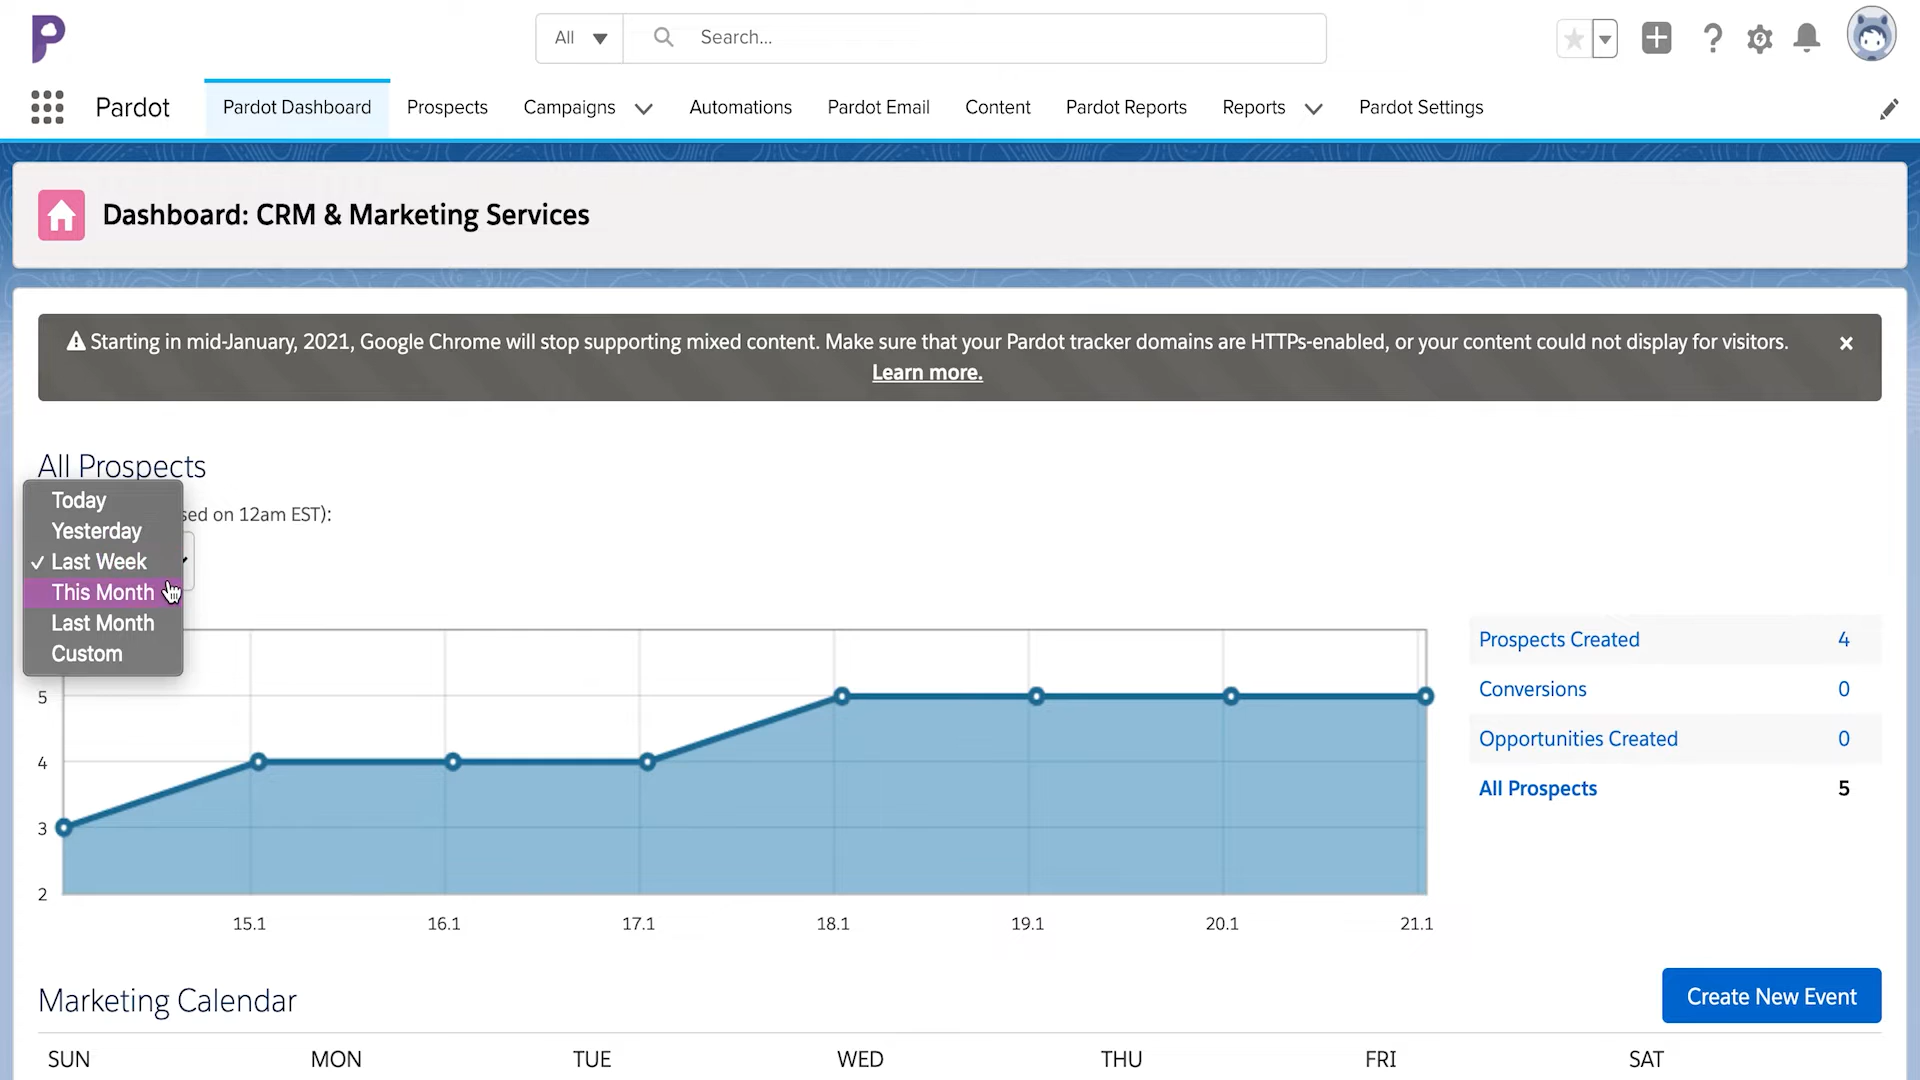 All
Search...
Pardot
Pardot Dashboard
Prospects
Campaigns
Automations
Pardot Email
Content
Pardot Reports
Reports
Pardot Settings
Dashboard: CRM & Marketing Services
Starting in mid-January, 2021, Google Chrome will stop supporting mixed content. Make sure that your Pardot tracker domains are HTTPs-enabled, or your content could not display for visitors.
Learn more.
All Prospects
sed on 12am EST):
Today
Yesterday
✓ Last Week
This Month
Last Month
Custom
5
4
3
2
15.1
16.1
17.1
18.1
19.1
20.1
21.1
Prospects Created 4
Conversions 0
Opportunities Created 0
All Prospects 5
Marketing Calendar
Create New Event
SUN MON TUE WED THU FRI SAT